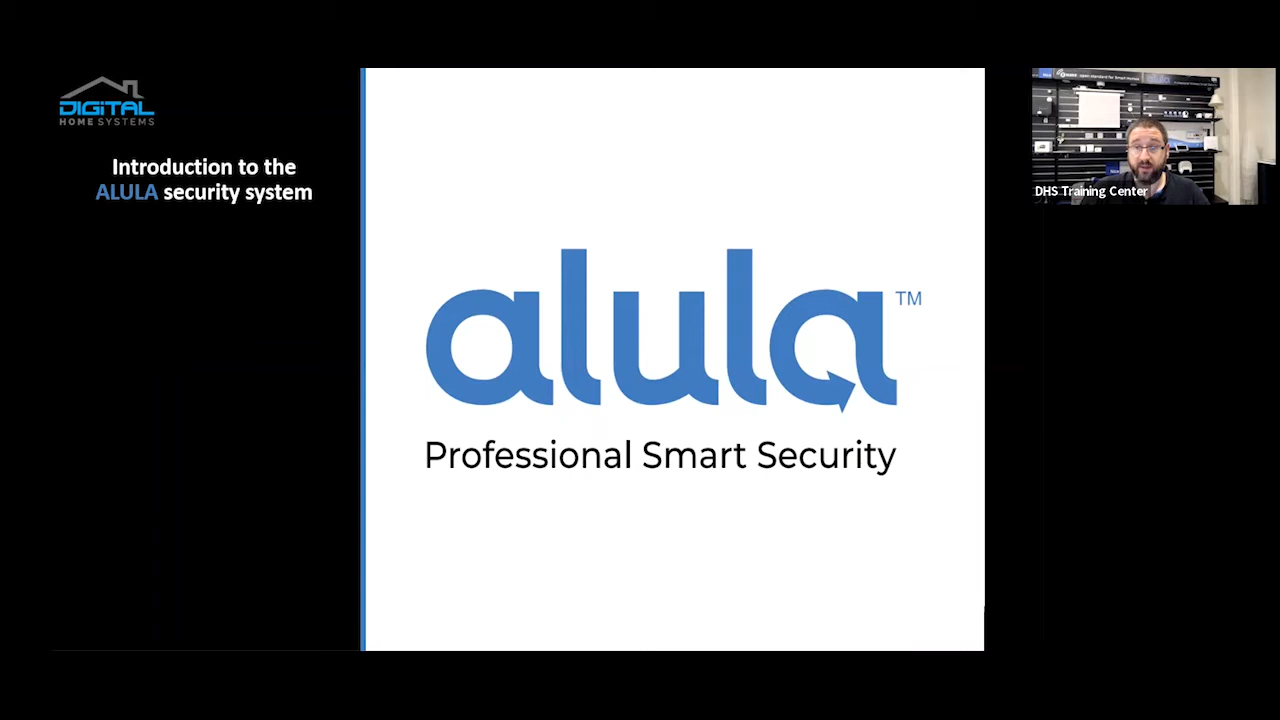 DIGITAL
HOME SYSTEMS
Introduction to the
ALULA security system
alula™
Professional Smart Security
DHS Training Center